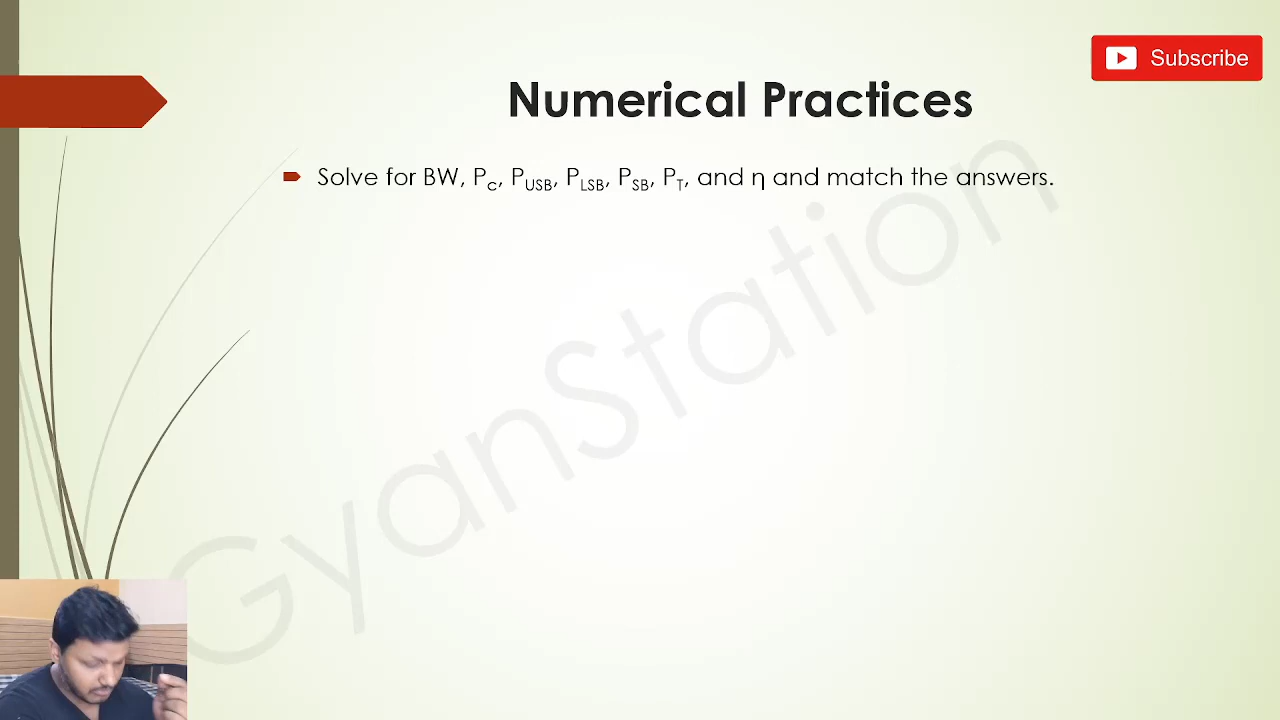 Subscribe
Numerical Practices
Solve for BW, Pc, PUSB, PLSB, PSB, PT, and η and match the answers.
GyanStation